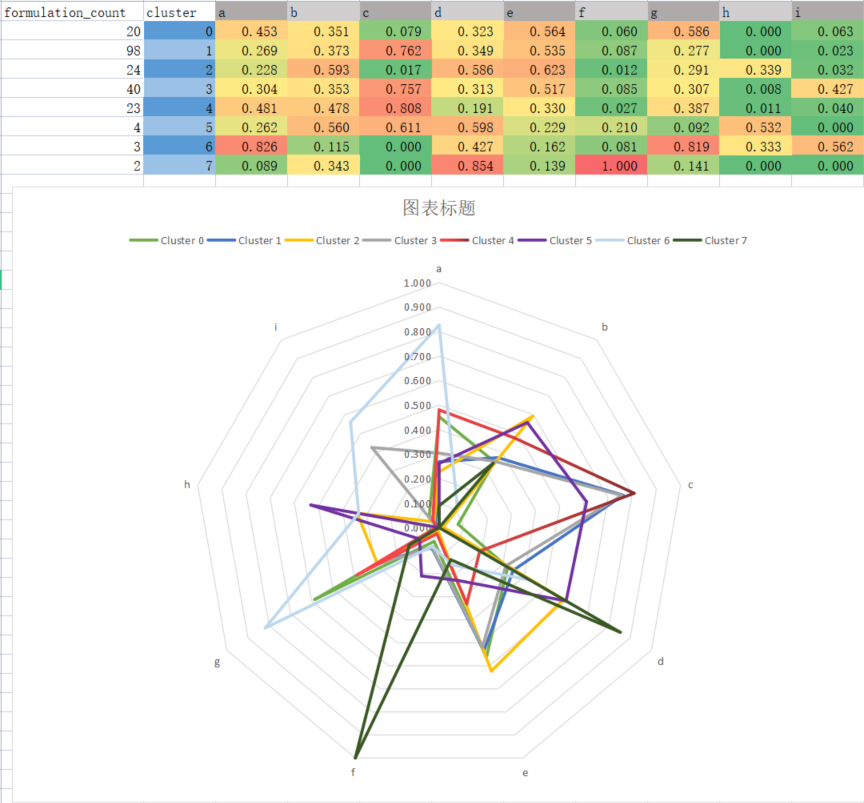 formulation_count cluster a b c d e f g h i
20 0 0.453 0.351 0.079 0.323 0.564 0.060 0.586 0.000 0.063
98 1 0.269 0.373 0.762 0.349 0.535 0.087 0.277 0.000 0.023
24 2 0.228 0.593 0.017 0.586 0.623 0.012 0.291 0.339 0.032
40 3 0.304 0.353 0.757 0.313 0.517 0.085 0.307 0.008 0.427
23 4 0.481 0.478 0.808 0.191 0.330 0.027 0.387 0.011 0.040
4 5 0.262 0.560 0.611 0.598 0.229 0.210 0.092 0.532 0.000
3 6 0.826 0.115 0.000 0.427 0.162 0.081 0.819 0.333 0.562
2 7 0.089 0.343 0.000 0.854 0.139 1.000 0.141 0.000 0.000
图表标题
Cluster 0 Cluster 1 Cluster 2 Cluster 3 Cluster 4 Cluster 5 Cluster 6 Cluster 7
a
1.000
0.900
0.800
0.700
0.600
0.500
0.400
0.300
0.200
0.100
0.000
b
c
d
e
f
g
h
i